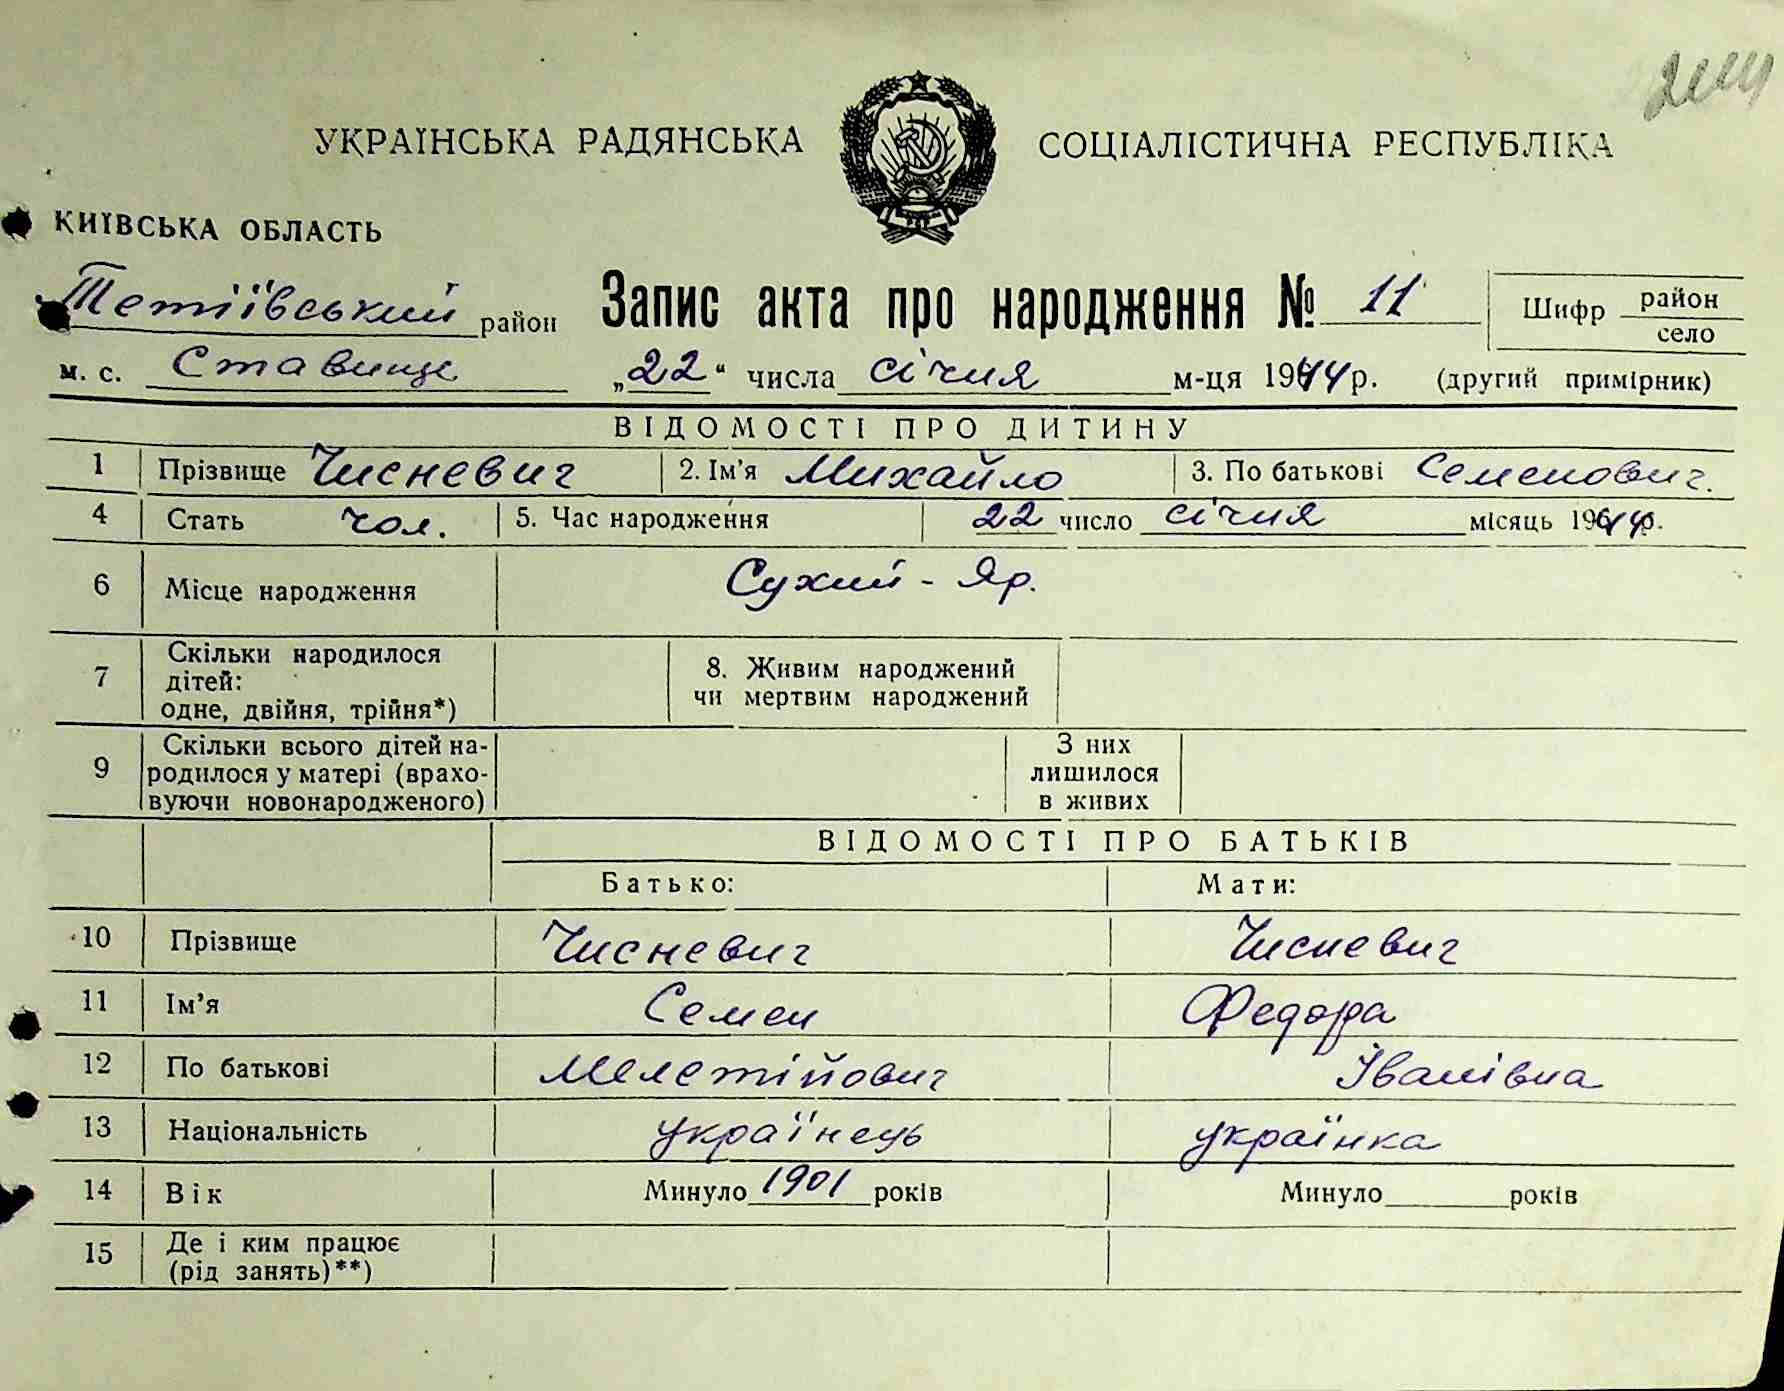 УКРАЇНСЬКА РАДЯНСЬКА СОЦІАЛІСТИЧНА РЕСПУБЛІКА
КИЇВСЬКА ОБЛАСТЬ
Тетіївський район Запис акта про народження № 11 Шифр район село
м. с. Ставище „22“ числа січня м-ця 1944 р. (другий примірник)
ВІДОМОСТІ ПРО ДИТИНУ
1 Прізвище Чисневич 2. Ім'я Михайло 3. По батькові Семенович.
4 Стать чол. 5. Час народження 22 число січня місяць 1944 р.
6 Місце народження Сухий - Яр.
7 Скільки народилося
дітей:
одне, двійня, трійня*)
8. Живим народжений
чи мертвим народжений
9 Скільки всього дітей на-
родилося у матері (врахо-
вуючи новонародженого)
З них
лишилося
в живих
ВІДОМОСТІ ПРО БАТЬКІВ
Батько: Мати:
10 Прізвище Чисневич Чисневич
11 Ім'я Семен Федора
12 По батькові Мелетійович Іванівна
13 Національність українець українка
14 Вік Минуло 1901 років Минуло років
15 Де і ким працює
(рід занять)**)